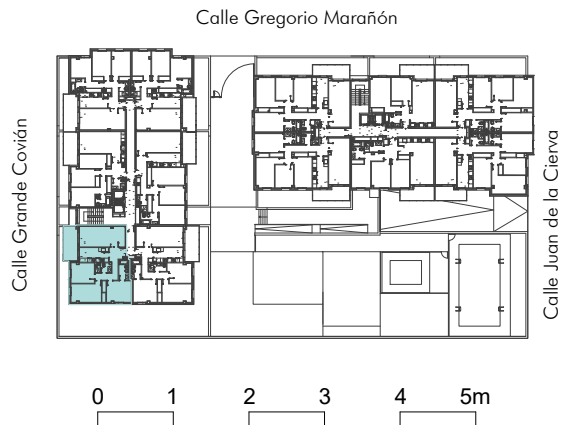 Calle Gregorio Marañón
Calle Grande Covián
Calle Juan de la Cierva
0 1 2 3 4 5m